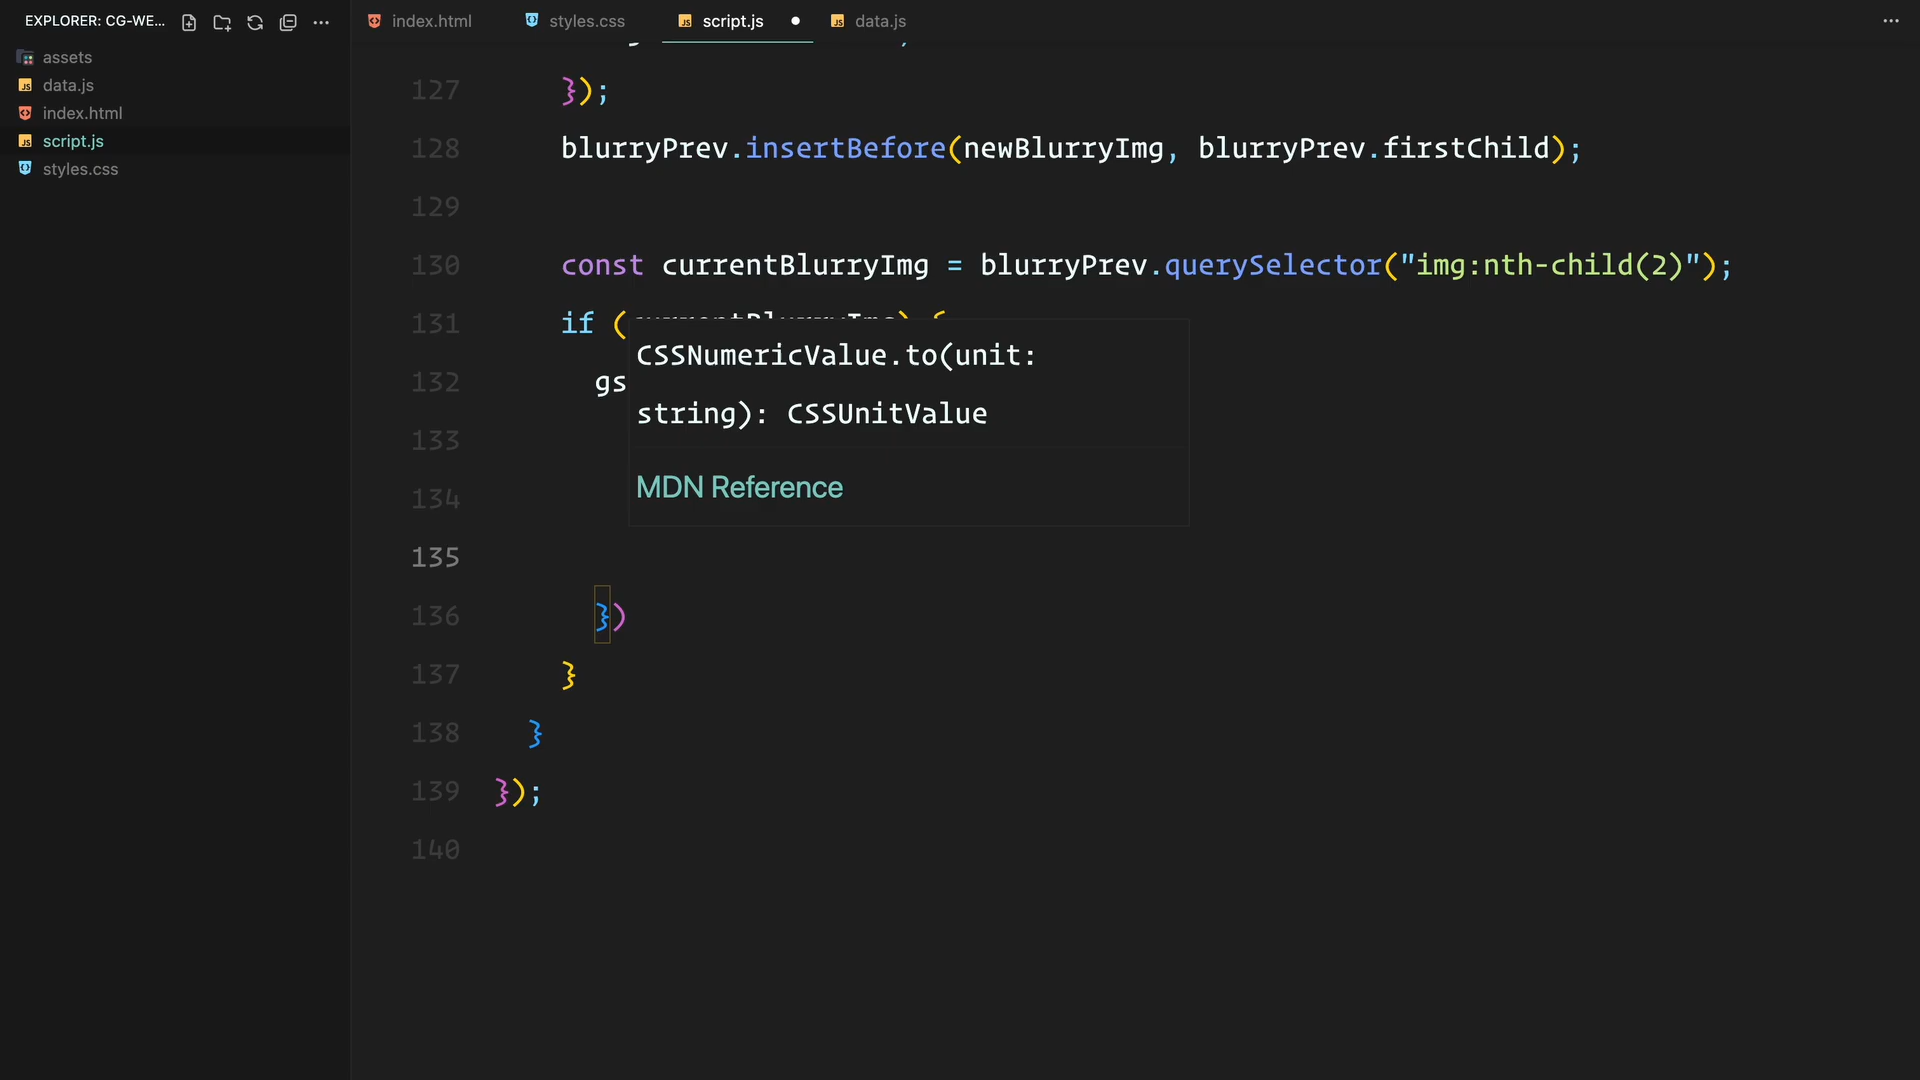 EXPLORER: CG-WE...
assets
data.js
index.html
script.js
styles.css
index.html
styles.css
script.js
data.js
127 });
128 blurryPrev.insertBefore(newBlurryImg, blurryPrev.firstChild);
129
130 const currentBlurryImg = blurryPrev.querySelector("img:nth-child(2)");
131 if (currentBlurryImg) {
CSSNumericValue.to(unit:
132 gs
string): CSSUnitValue
133
MDN Reference
134
135
136 })
137 }
138 }
139 });
140